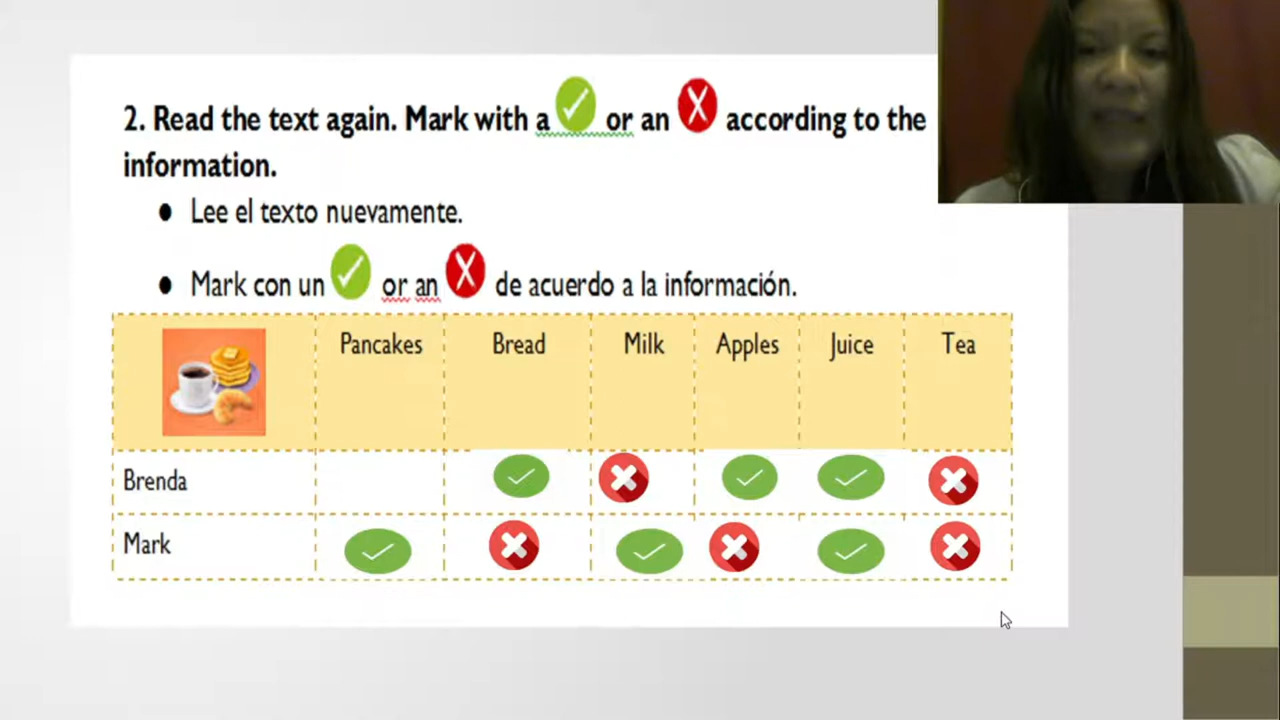 2. Read the text again. Mark with a or an according to the
information.
● Lee el texto nuevamente.
● Mark con un or an de acuerdo a la información.
Pancakes Bread Milk Apples Juice Tea
Brenda
Mark